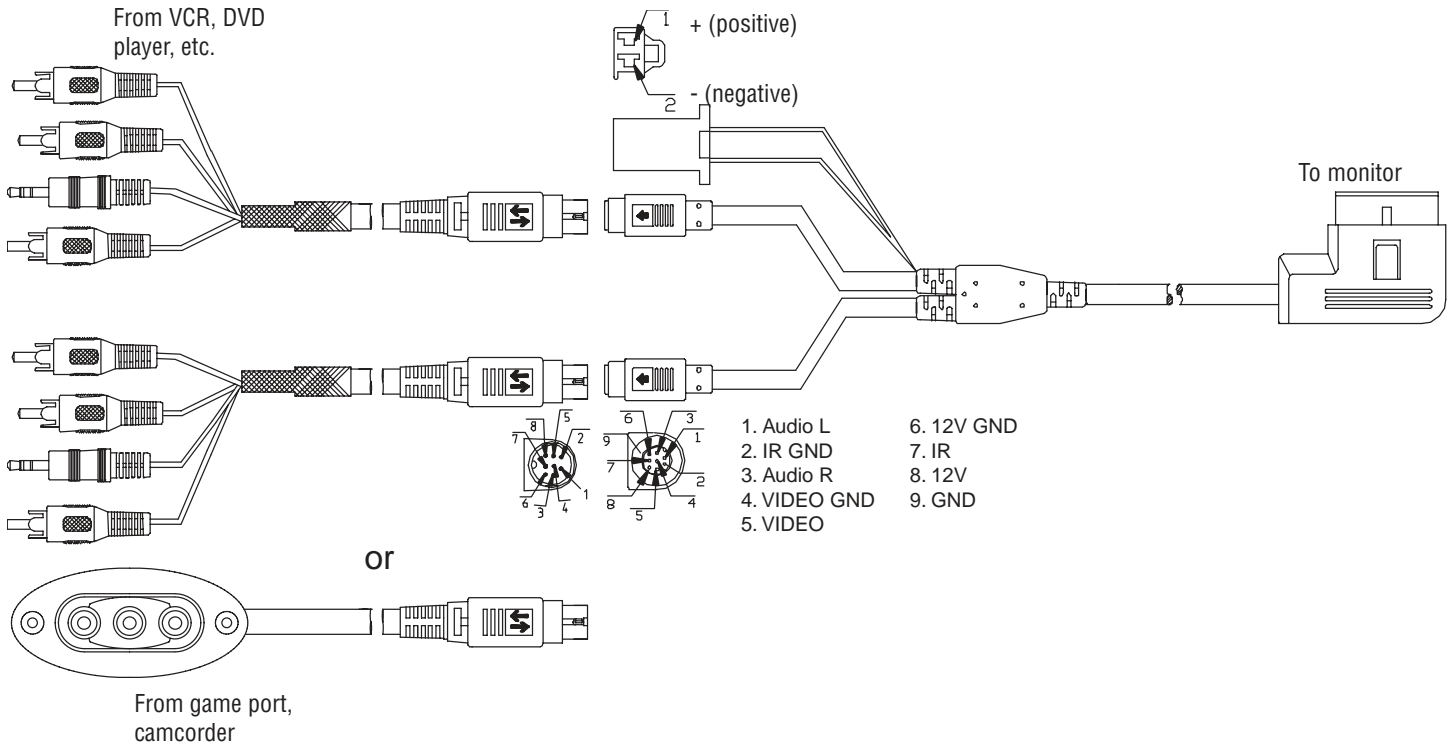 From VCR, DVD
player, etc.
1
+ (positive)
2
- (negative)
To monitor
8
5
7
2
6
3
4
1
6
3
9
1
7
2
8
5
4
1. Audio L
2. IR GND
3. Audio R
4. VIDEO GND
5. VIDEO
6. 12V GND
7. IR
8. 12V
9. GND
or
From game port,
camcorder